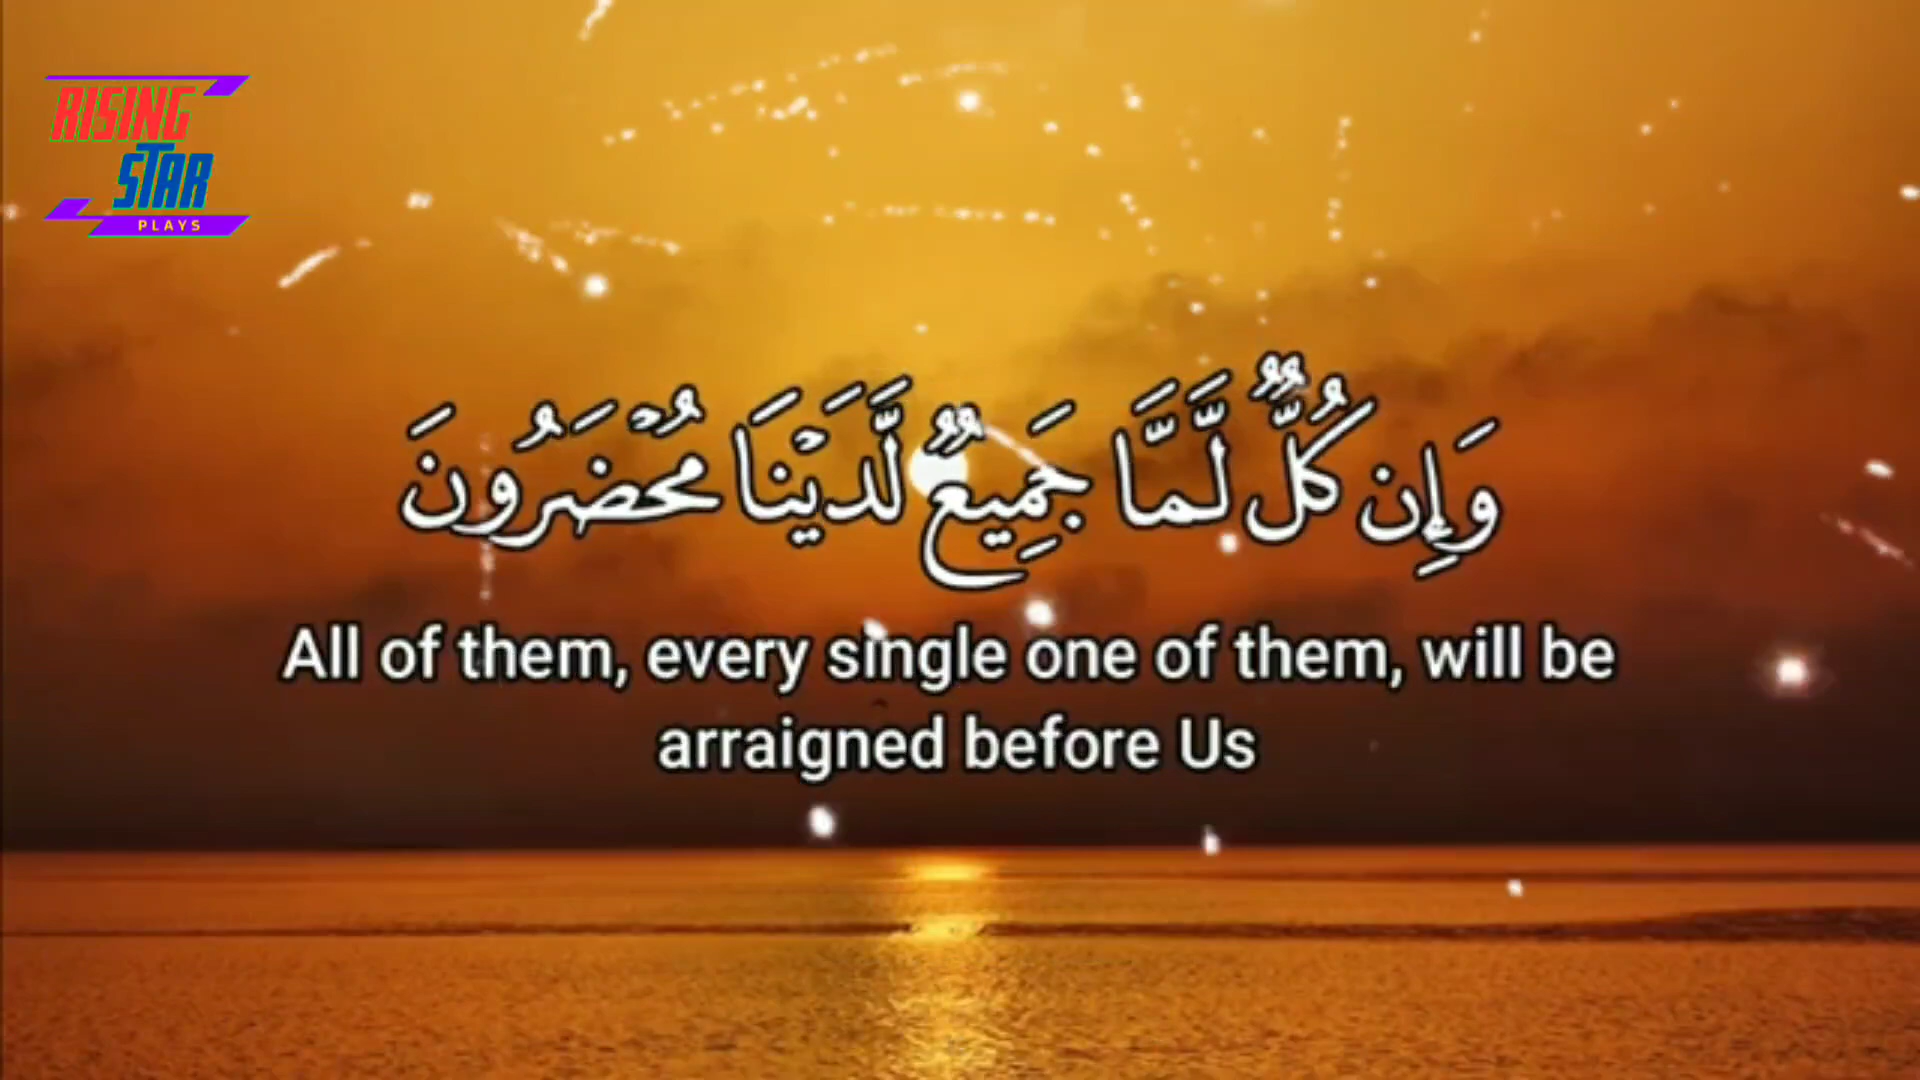 RISING
STAR
PLAYS
وَإِن كُلٌّ لَّمَّا جَمِيعٌ لَّدَيْنَا مُحْضَرُونَ
All of them, every single one of them, will be
arraigned before Us